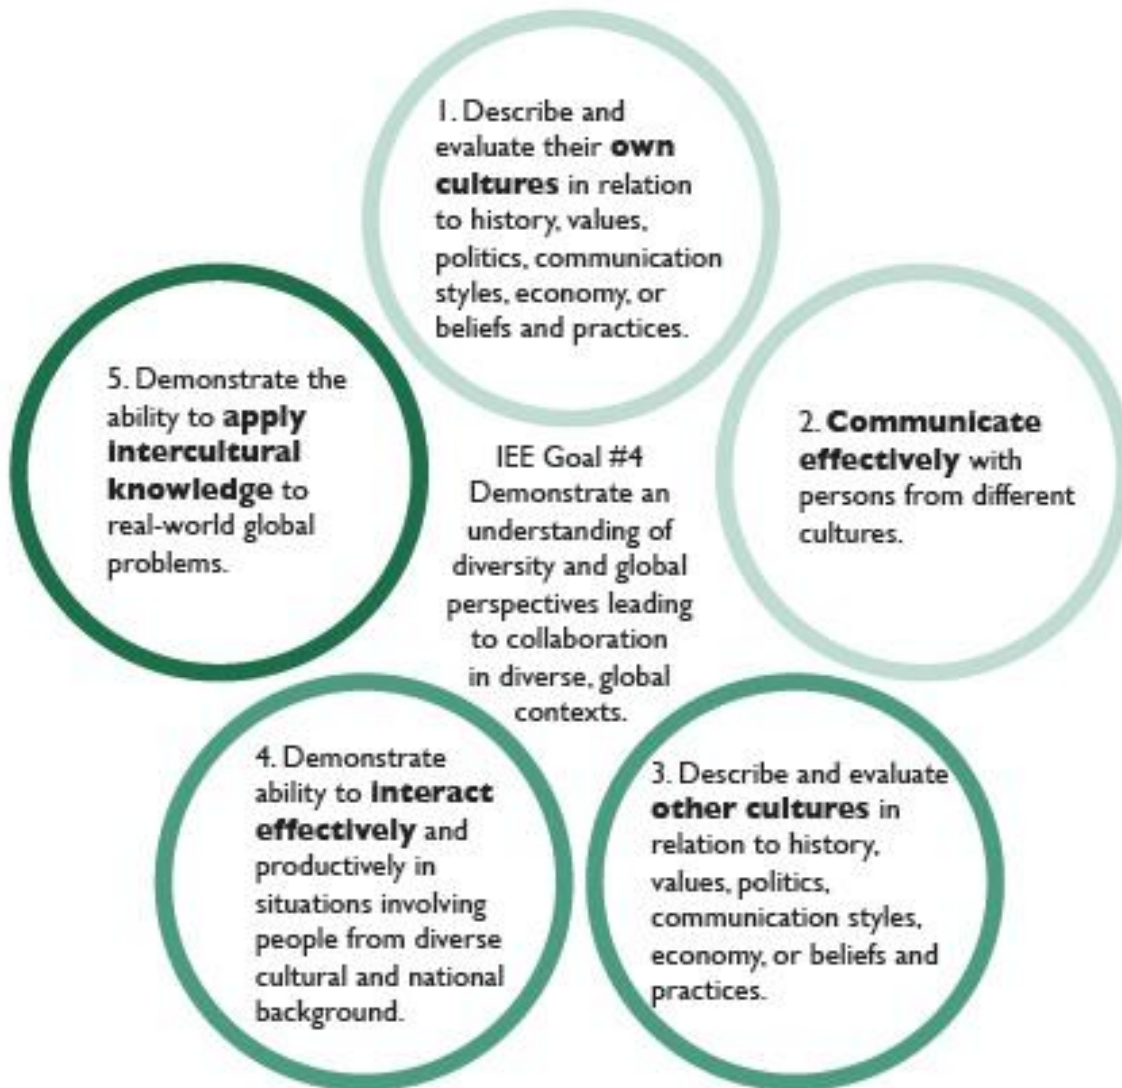 1. Describe and
evaluate their own
cultures in relation
to history, values,
politics, communication
styles, economy, or
beliefs and practices.
2. Communicate
effectively with
persons from different
cultures.
3. Describe and evaluate
other cultures in
relation to history,
values, politics,
communication styles,
economy, or beliefs and
practices.
4. Demonstrate
ability to interact
effectively and
productively in
situations involving
people from diverse
cultural and national
background.
5. Demonstrate the
ability to apply
intercultural
knowledge to
real-world global
problems.
IEE Goal #4
Demonstrate an
understanding of
diversity and global
perspectives leading
to collaboration
in diverse, global
contexts.